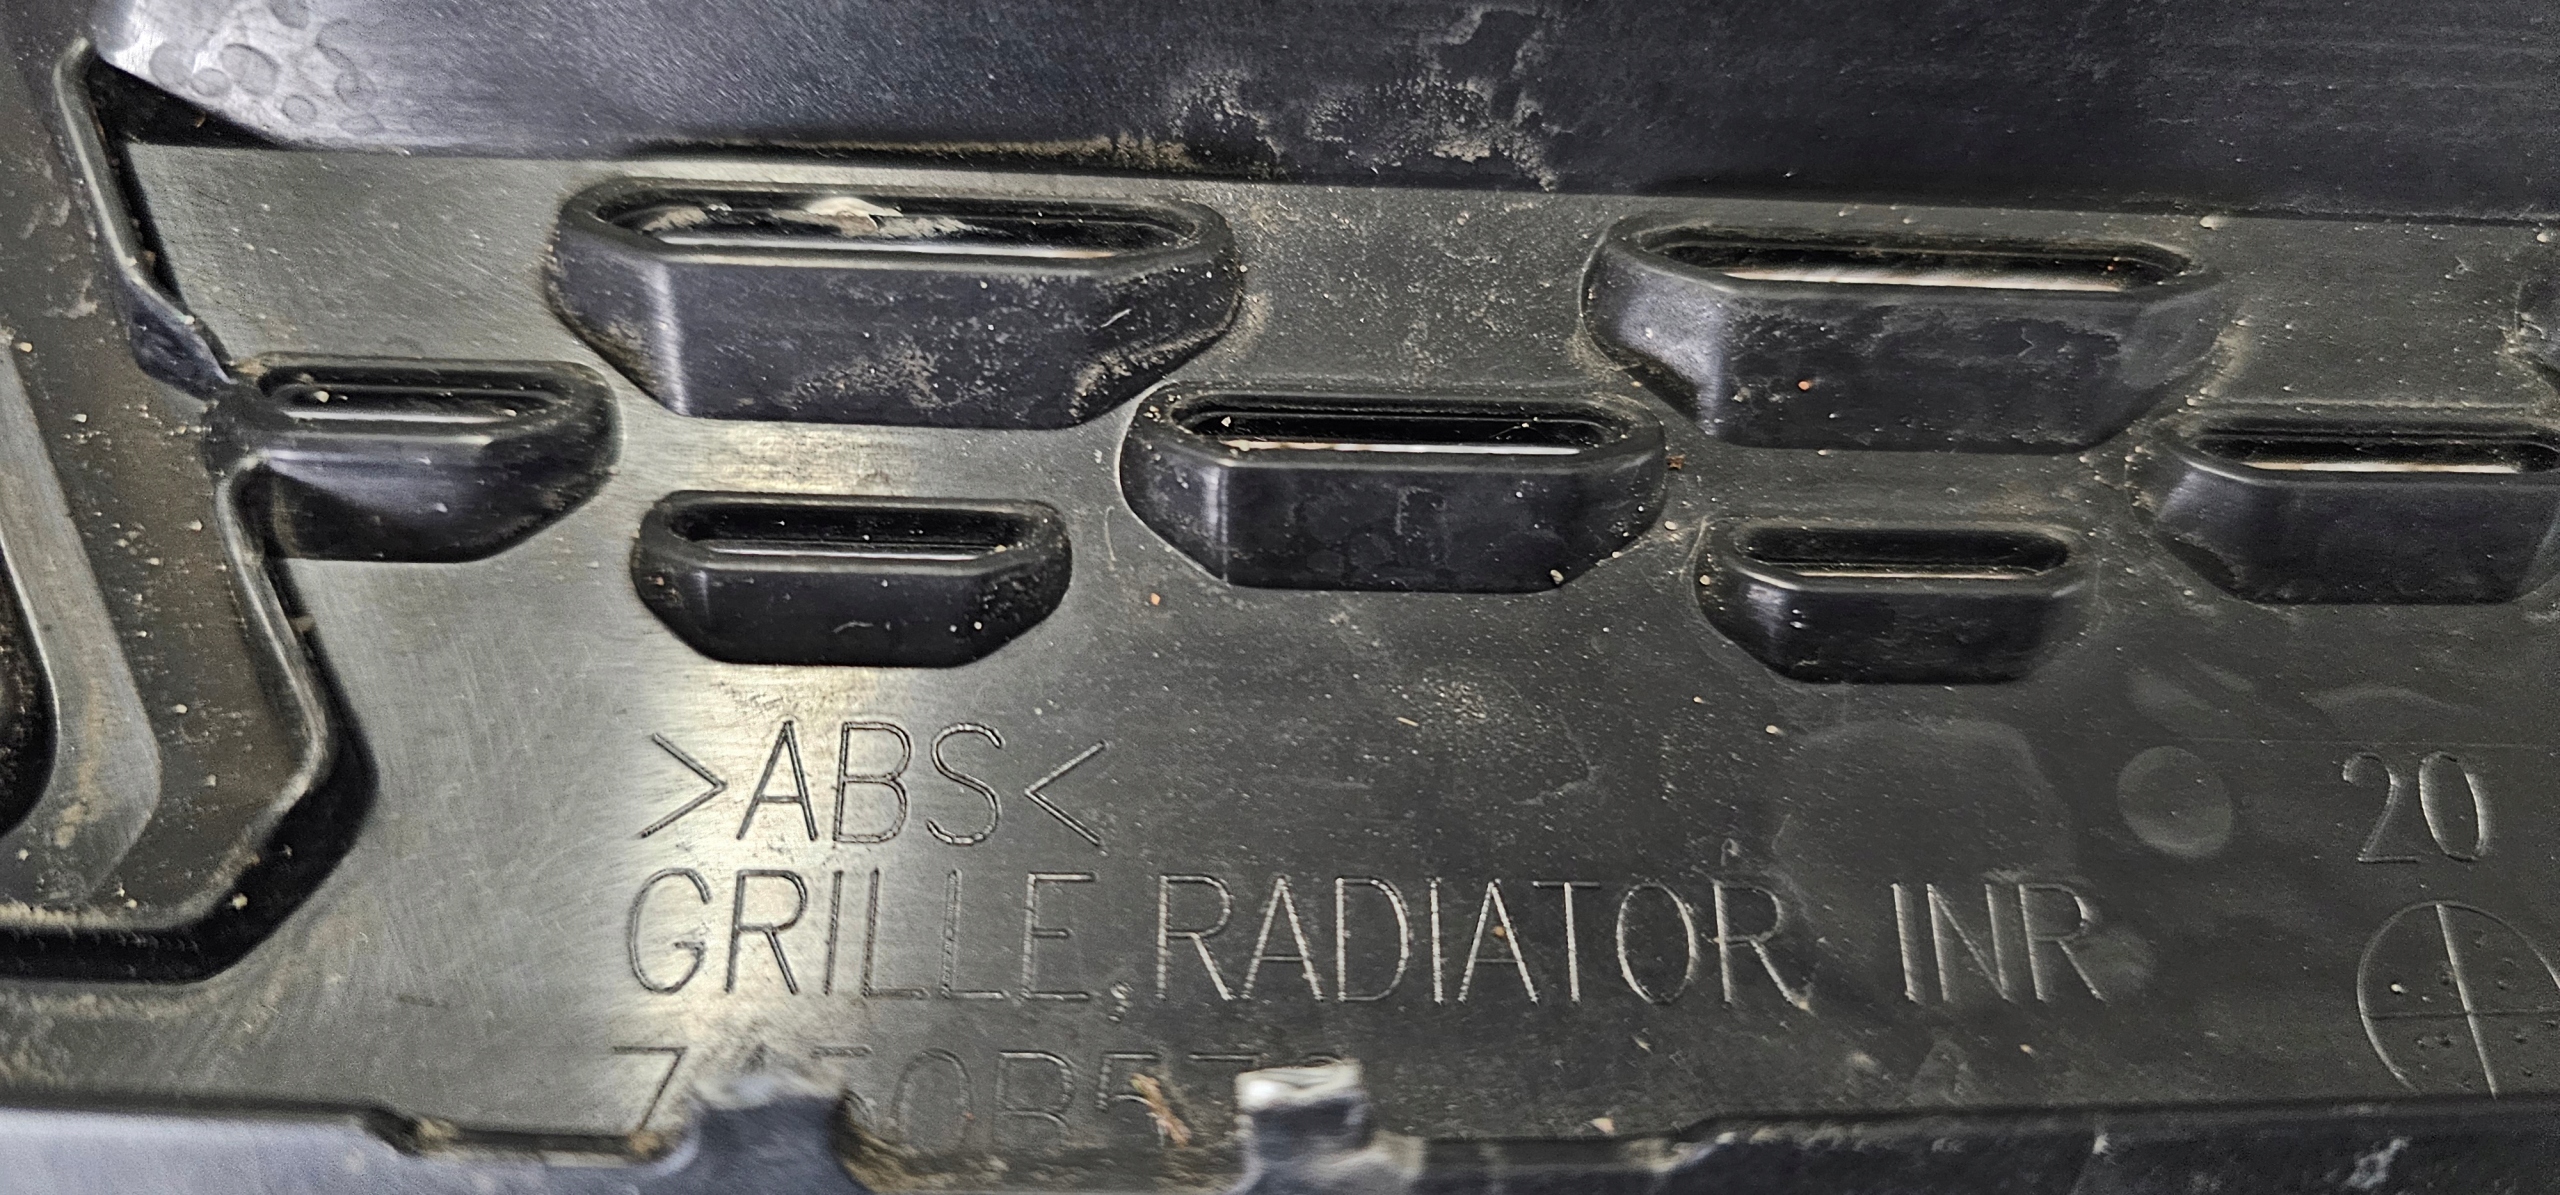 >ABS<
GRILLE,RADIATOR INR
20